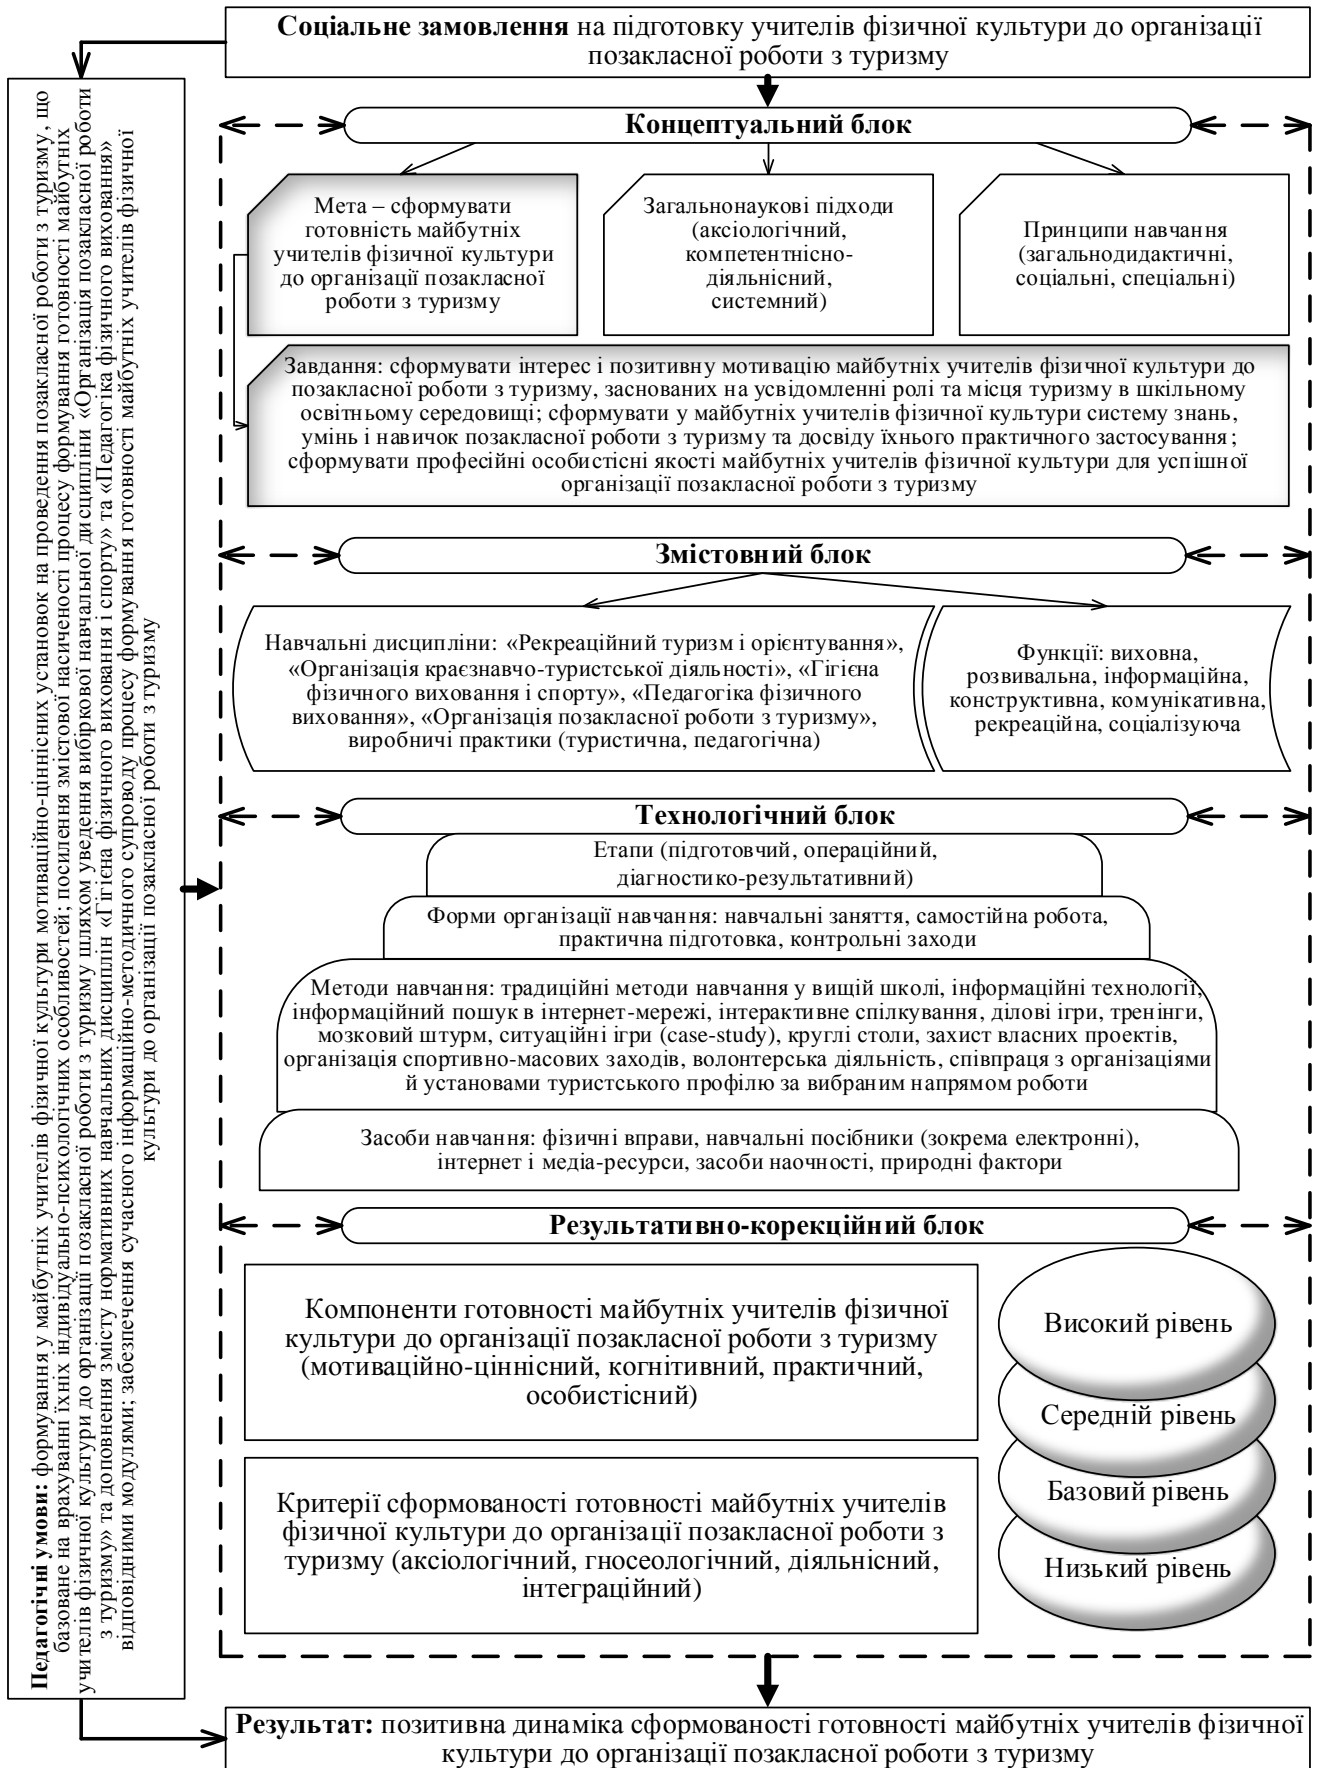 Соціальне замовлення на підготовку учителів фізичної культури до організації
позакласної роботи з туризму
Педагогічні умови: формування у майбутніх учителів фізичної культури мотиваційно-ціннісних установок на проведення позакласної роботи з туризму, що
базоване на врахуванні їхніх індивідуально-психологічних особливостей; посилення змістової насиченості процесу формування готовності майбутніх
учителів фізичної культури до організації позакласної роботи з туризму шляхом уведення вибіркової навчальної дисципліни «Організація позакласної роботи
з туризму» та доповнення змісту нормативних навчальних дисциплін «Гігієна фізичного виховання і спорту» та «Педагогіка фізичного виховання»
відповідними модулями; забезпечення сучасного інформаційно-методичного супроводу процесу формування готовності майбутніх учителів фізичної
культури до організації позакласної роботи з туризму
Концептуальний блок
Мета – сформувати
готовність майбутніх
учителів фізичної культури
до організації позакласної
роботи з туризму
Загальнонаукові підходи
(аксіологічний,
компетентнісно-
діяльнісний,
системний)
Принципи навчання
(загальнодидактичні,
соціальні, спеціальні)
Завдання: сформувати інтерес і позитивну мотивацію майбутніх учителів фізичної культури до
позакласної роботи з туризму, заснованих на усвідомленні ролі та місця туризму в шкільному
освітньому середовищі; сформувати у майбутніх учителів фізичної культури систему знань,
умінь і навичок позакласної роботи з туризму та досвіду їхнього практичного застосування;
сформувати професійні особистісні якості майбутніх учителів фізичної культури для успішної
організації позакласної роботи з туризму
Змістовний блок
Навчальні дисципліни: «Рекреаційний туризм і орієнтування»,
«Організація краєзнавчо-туристської діяльності», «Гігієна
фізичного виховання і спорту», «Педагогіка фізичного
виховання», «Організація позакласної роботи з туризму»,
виробничі практики (туристична, педагогічна)
Функції: виховна,
розвивальна, інформаційна,
конструктивна, комунікативна,
рекреаційна, соціалізуюча
Технологічний блок
Етапи (підготовчий, операційний,
діагностико-результативний)
Форми організації навчання: навчальні заняття, самостійна робота,
практична підготовка, контрольні заходи
Методи навчання: традиційні методи навчання у вищій школі, інформаційні технології,
інформаційний пошук в інтернет-мережі, інтерактивне спілкування, ділові ігри, тренінги,
мозковий штурм, ситуаційні ігри (case-study), круглі столи, захист власних проектів,
організація спортивно-масових заходів, волонтерська діяльність, співпраця з організаціями
й установами туристського профілю за вибраним напрямом роботи
Засоби навчання: фізичні вправи, навчальні посібники (зокрема електронні),
інтернет і медіа-ресурси, засоби наочності, природні фактори
Результативно-корекційний блок
Компоненти готовності майбутніх учителів фізичної
культури до організації позакласної роботи з туризму
(мотиваційно-ціннісний, когнітивний, практичний,
особистісний)
Критерії сформованості готовності майбутніх учителів
фізичної культури до організації позакласної роботи з
туризму (аксіологічний, гносеологічний, діяльнісний,
інтеграційний)
Високий рівень
Середній рівень
Базовий рівень
Низький рівень
Результат: позитивна динаміка сформованості готовності майбутніх учителів фізичної
культури до організації позакласної роботи з туризму